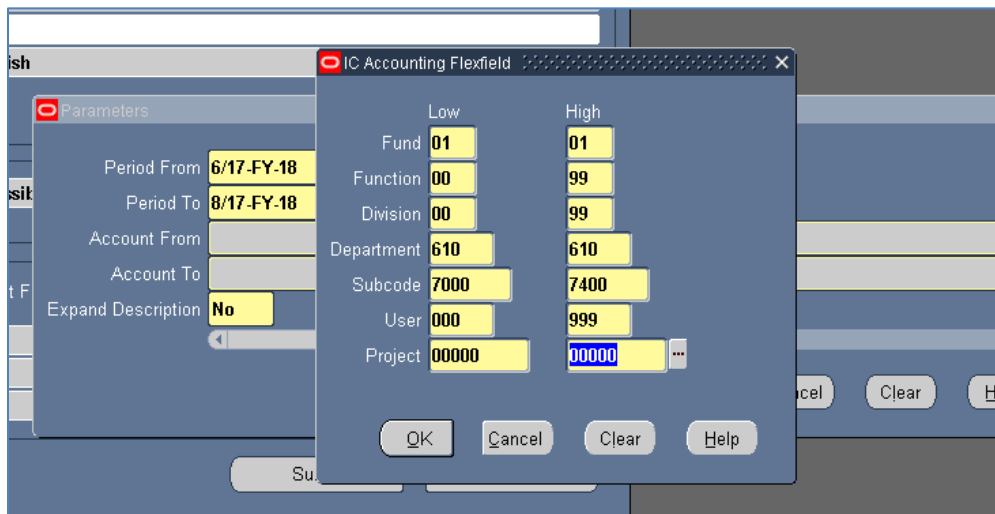 ish
IC Accounting Flexfield
Parameters
Low High
Fund 01 01
Period From 6/17-FY-18
Function 00 99
Period To 8/17-FY-18
Division 00 99
Account From
Department 610 610
Account To
Subcode 7000 7400
t F
Expand Description No
User 000 999
Project 00000 00000 ...
ncel Clear H
OK Cancel Clear Help
Su